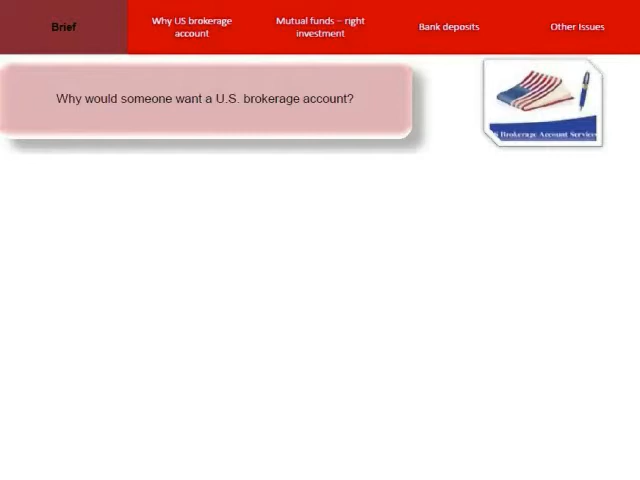 Brief
Why US brokerage
account
Mutual funds – right
investment
Bank deposits
Other Issues
Why would someone want a U.S. brokerage account?
Brokerage Account Services